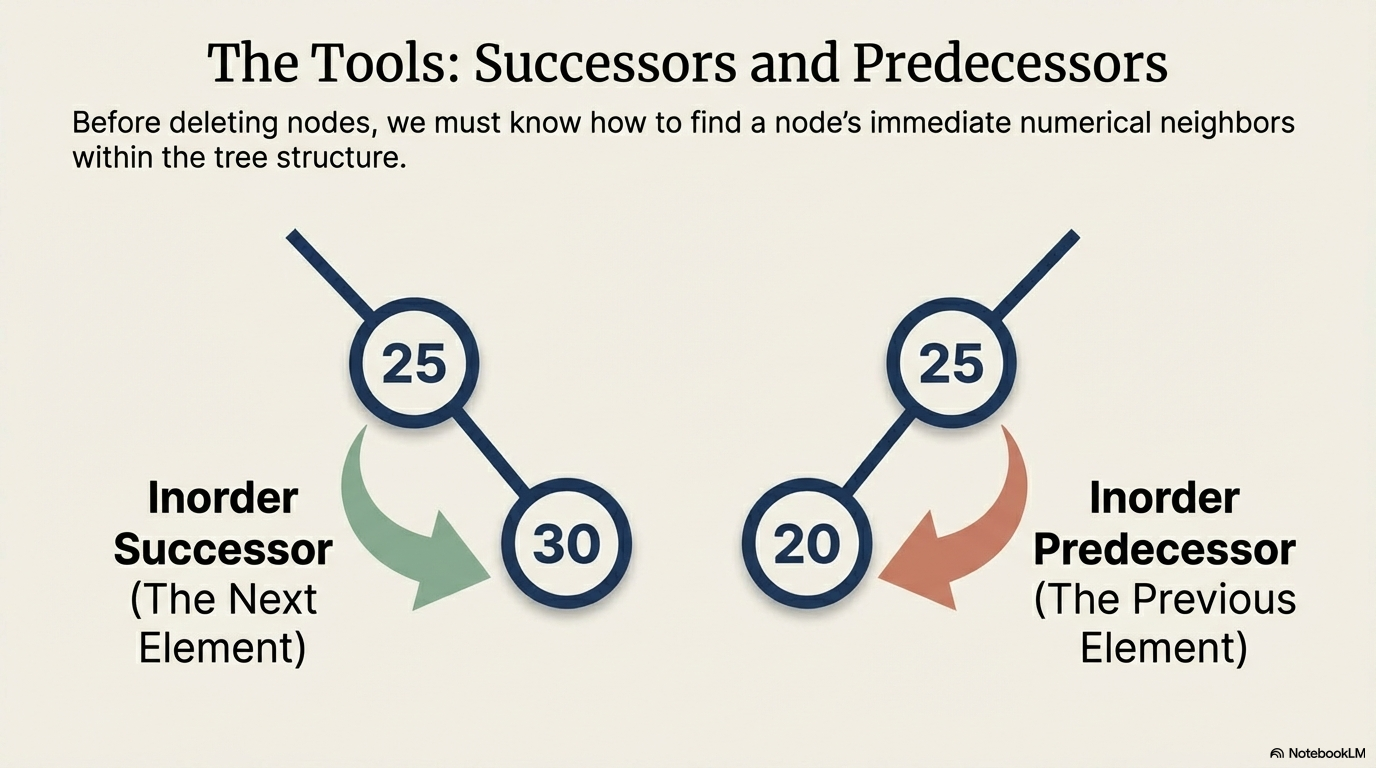 The Tools: Successors and Predecessors
Before deleting nodes, we must know how to find a node’s immediate numerical neighbors
within the tree structure.
25
30
Inorder
Successor
(The Next
Element)
25
20
Inorder
Predecessor
(The Previous
Element)
NotebookLM